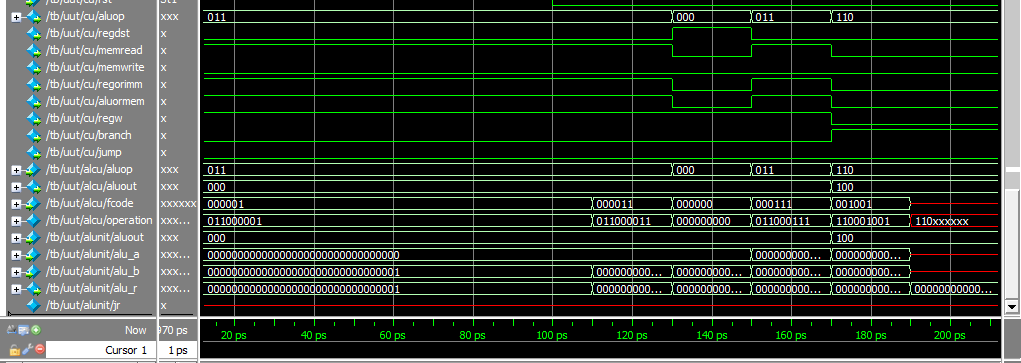 /tb/uut/cu/rst St1
/tb/uut/cu/aluop xxx 011 000 011 110
/tb/uut/cu/regdst x
/tb/uut/cu/memread x
/tb/uut/cu/memwrite x
/tb/uut/cu/regorimm x
/tb/uut/cu/aluormem x
/tb/uut/cu/regw x
/tb/uut/cu/branch x
/tb/uut/cu/jump x
/tb/uut/alcu/aluop xxx 011 000 011 110
/tb/uut/alcu/aluout xxx 000 100
/tb/uut/alcu/fcode xxxxxx 000001 000011 000000 000111 001001
/tb/uut/alcu/operation xxx... 011000001 011000011 000000000 011000111 110001001 110xxxxxx
/tb/uut/alunit/aluout xxx 000 100
/tb/uut/alunit/alu_a xxx... 00000000000000000000000000000000 000000000... 000000000...
/tb/uut/alunit/alu_b xxx... 00000000000000000000000000000001 000000000... 000000000... 000000000... 000000000...
/tb/uut/alunit/alu_r xxx... 00000000000000000000000000000001 000000000... 000000000... 000000000... 000000000... 00000000000...
/tb/uut/alunit/jr x
Now 970 ps 20 ps 40 ps 60 ps 80 ps 100 ps 120 ps 140 ps 160 ps 180 ps 200 ps
Cursor 1 1 ps